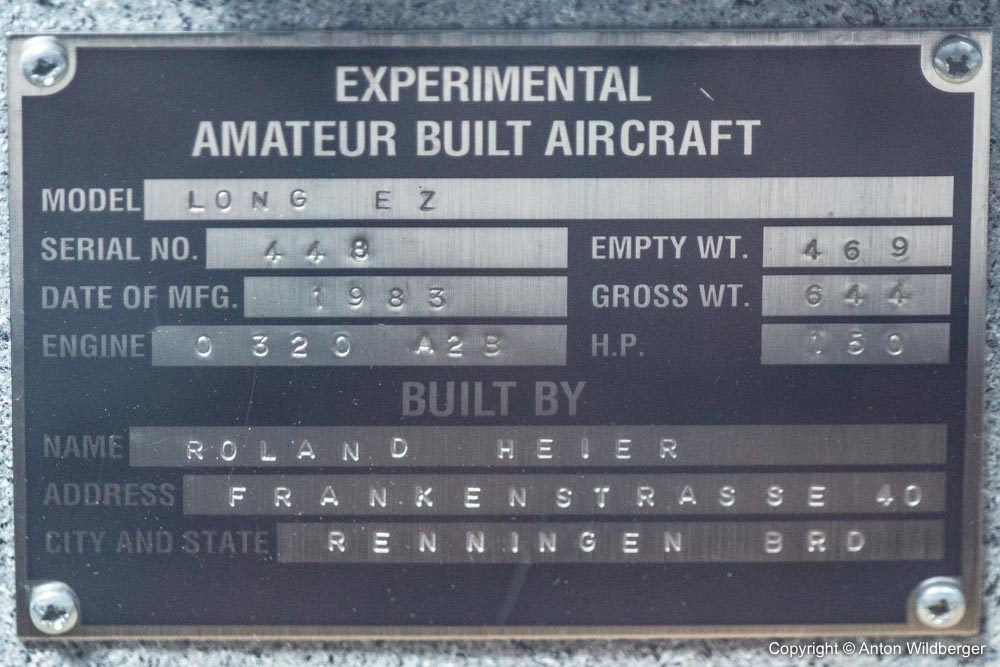 EXPERIMENTAL
AMATEUR BUILT AIRCRAFT
MODEL LONG EZ
SERIAL NO. 448 EMPTY WT. 469
DATE OF MFG. 1983 GROSS WT. 644
ENGINE O 320 A2B H.P. 150
BUILT BY
NAME ROLAND HEIER
ADDRESS FRANKENSTRASSE 40
CITY AND STATE RENNINGEN BRD
Copyright © Anton Wildberger